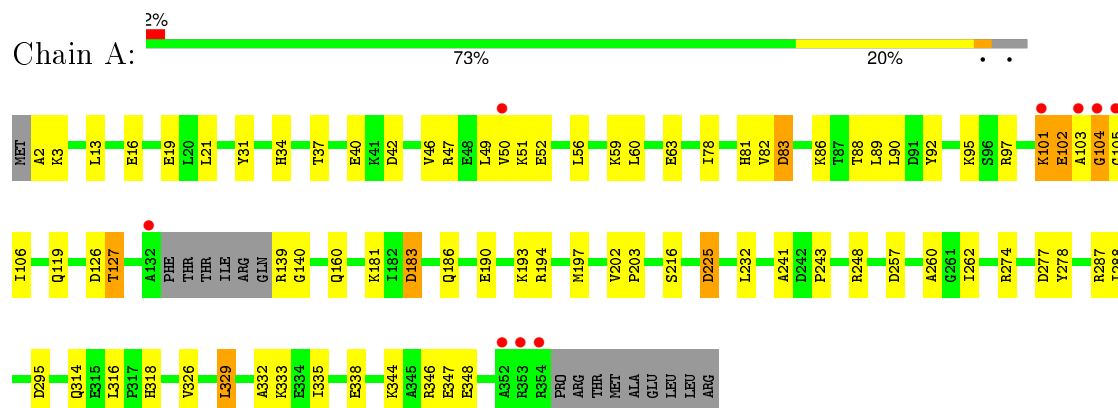 2%
Chain A:
73% 20% • •
MET A2 K3 L13 E16 E19 L20 L21 Y31 H34 T37 E40 K41 D42 V46 R47 E48 L49 V50 K51 E52 L56 K59 L60 E63 I78 H81 V82 D83 K86 T87 T88 L89 L90 D91 Y92 K95 S96 R97 K101 E102 A103 G104 G105
I106 Q119 D126 T127 A132 PHE THR THR ILE ARG GLN R139 G140 Q160 K181 I182 D183 Q186 E190 K193 R194 M197 V202 P203 S216 D225 L232 A241 D242 P243 R248 D257 A260 G261 I262 R274 D277 Y278 R287
D295 Q314 E315 L316 P317 H318 V326 L329 A332 K333 E334 I335 E338 K344 A345 R346 E347 E348 A352 R353 R354 PRO ARG THR MET ALA GLU LEU LEU ARG